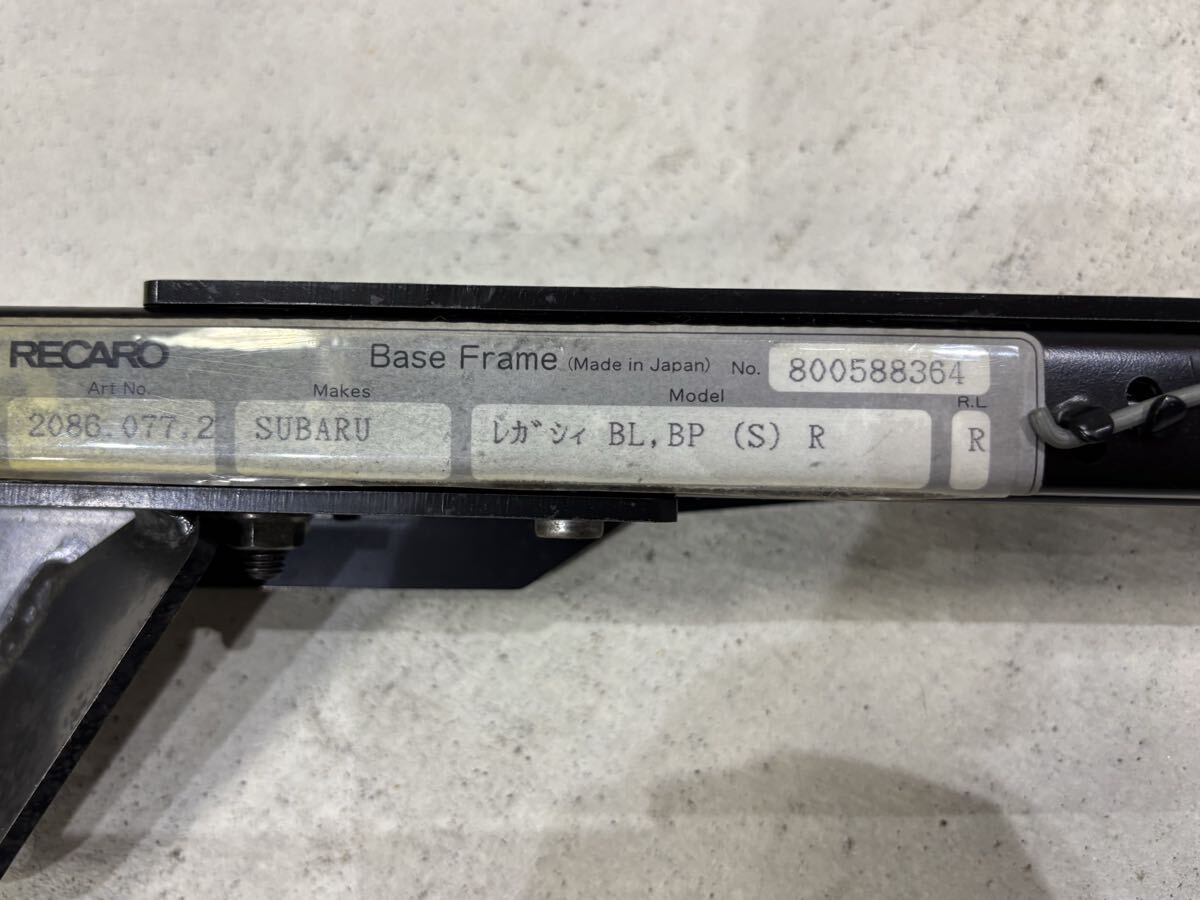 RECARO Base Frame (Made in Japan) No. 800588364
Art No. Makes Model R.L
2086.077.2 SUBARU ﾚｶﾞｼｨ BL,BP (S) R R